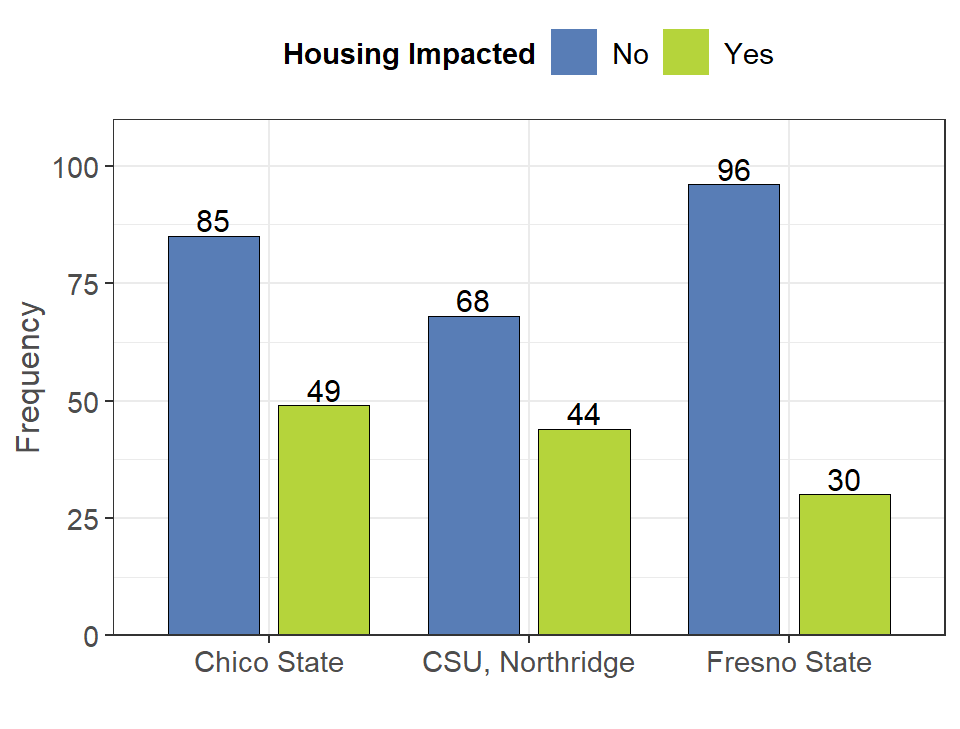 Housing Impacted No Yes
Frequency
100
75
50
25
0
85
49
68
44
96
30
Chico State
CSU, Northridge
Fresno State